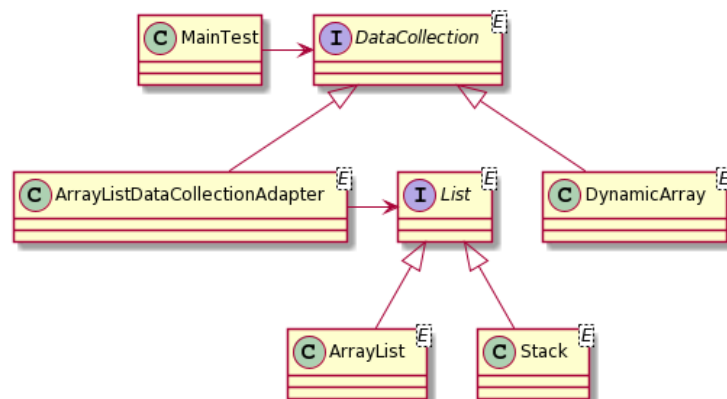 C MainTest
I DataCollection E
C ArrayListDataCollectionAdapter E
I List E
C DynamicArray E
C ArrayList E
C Stack E